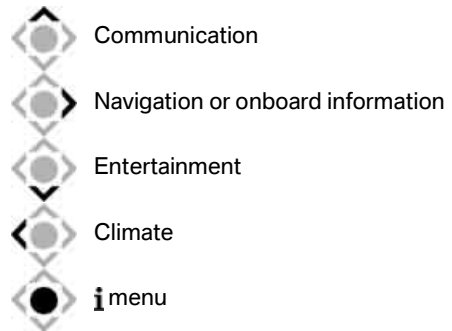 Communication
Navigation or onboard information
Entertainment
Climate
i menu